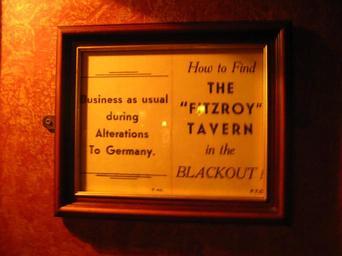 Business as usual
during
Alterations
To Germany.
How to Find
THE
"FITZROY"
TAVERN
in the
BLACKOUT!